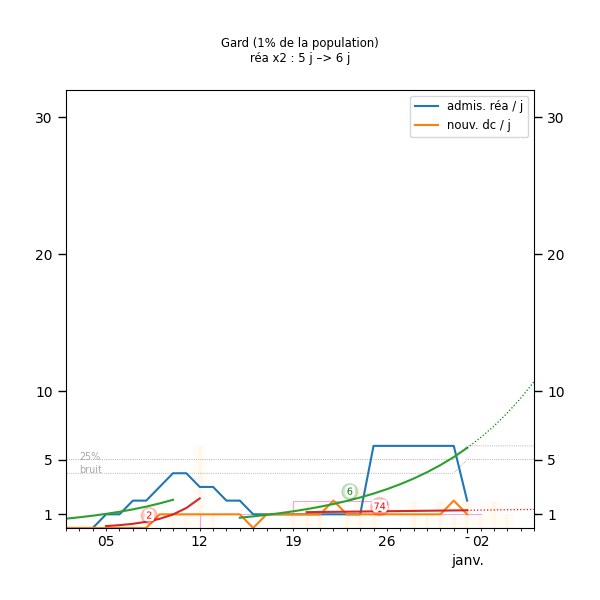 Gard (1% de la population)
réa x2 : 5 j −> 6 j
admis. réa / j
nouv. dc / j
30 30
20 20
10 10
5 5
1 1
25%
bruit
2
6
74
05 12 19 26 - 02
janv.